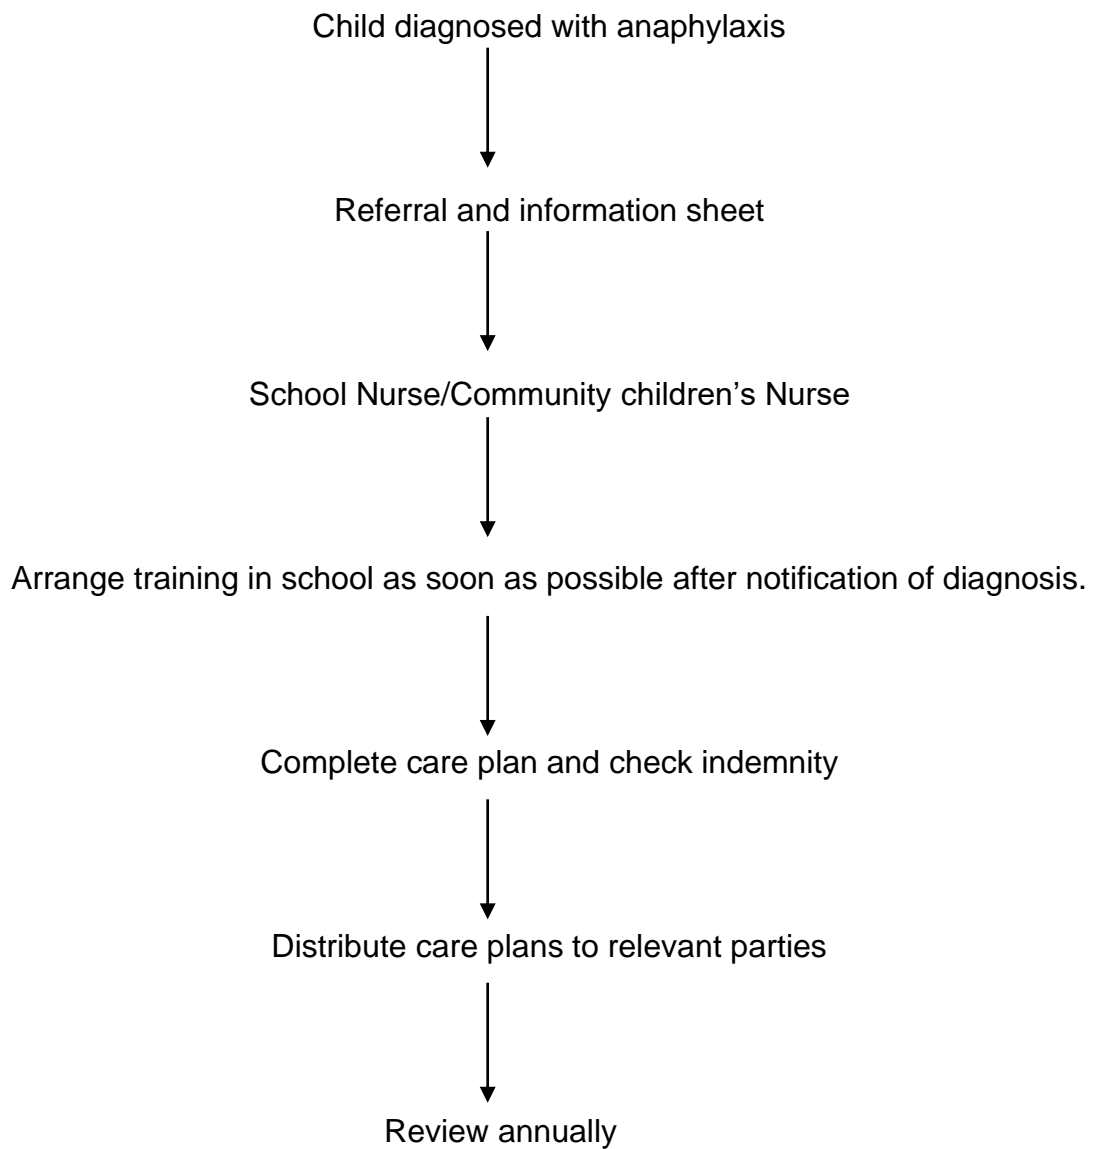 Child diagnosed with anaphylaxis
Referral and information sheet
School Nurse/Community children's Nurse
Arrange training in school as soon as possible after notification of diagnosis.
Complete care plan and check indemnity
Distribute care plans to relevant parties
Review annually